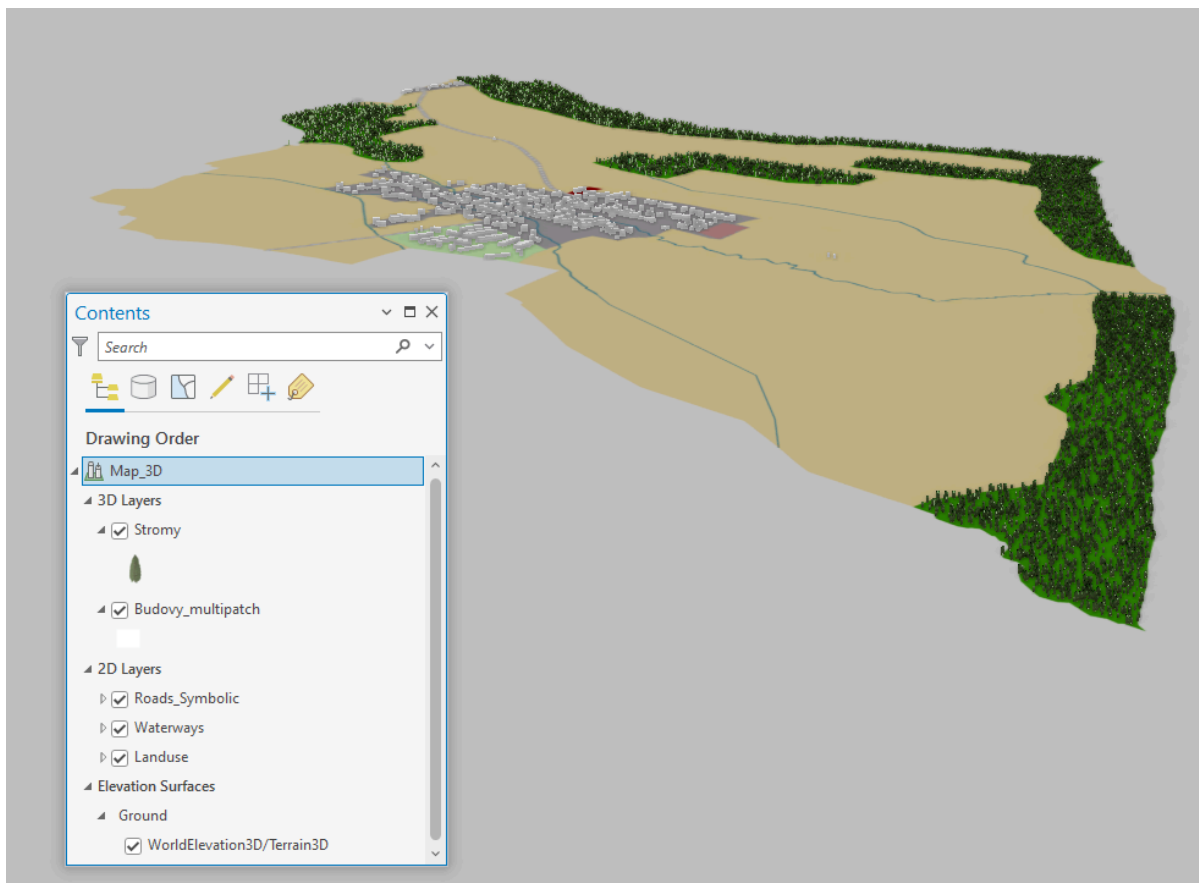 Contents
Search
Drawing Order
Map_3D
3D Layers
Stromy
Budovy_multipatch
2D Layers
Roads_Symbolic
Waterways
Landuse
Elevation Surfaces
Ground
WorldElevation3D/Terrain3D